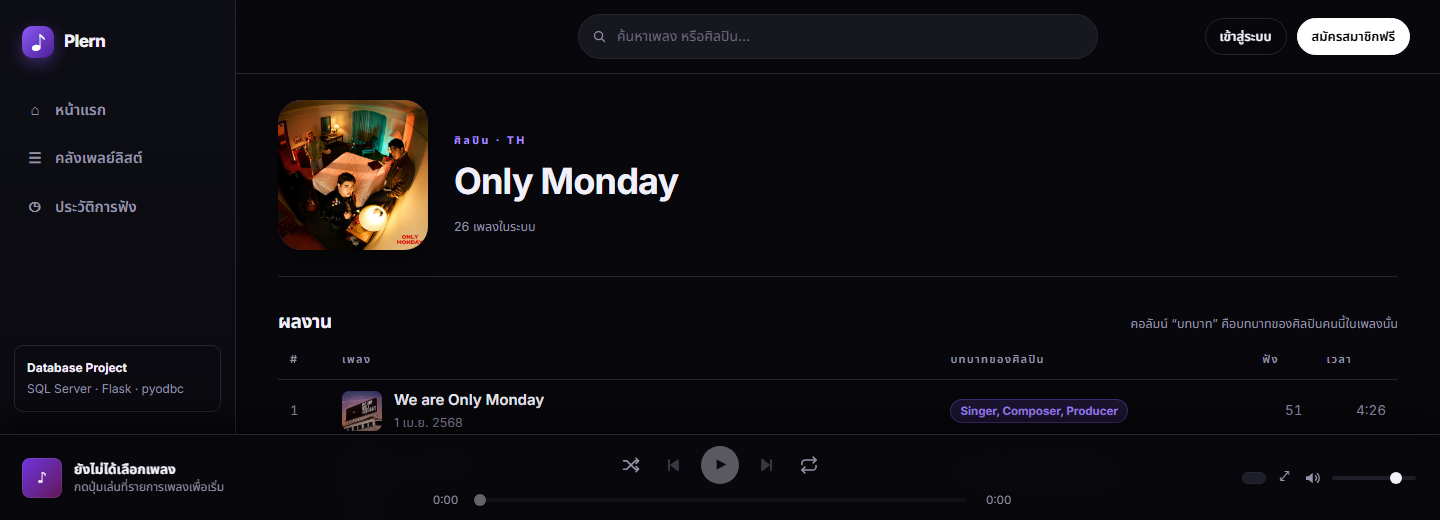 Plern
ค้นหาเพลง หรือศิลปิน...
เข้าสู่ระบบ
สมัครสมาชิกฟรี
หน้าแรก
คลังเพลย์ลิสต์
ประวัติการฟัง
Database Project
SQL Server · Flask · pyodbc
ONLY
MONDAY
ศิลปิน · TH
Only Monday
26 เพลงในระบบ
ผลงาน
คอลัมน์ “บทบาท” คือบทบาทของศิลปินคนนี้ในเพลงนั้น
# เพลง บทบาทของศิลปิน ฟัง เวลา
1 We are Only Monday Singer, Composer, Producer 51 4:26
1 เม.ย. 2568
ยังไม่ได้เลือกเพลง
กดปุ่มเล่นที่รายการเพลงเพื่อเริ่ม
0:00 0:00